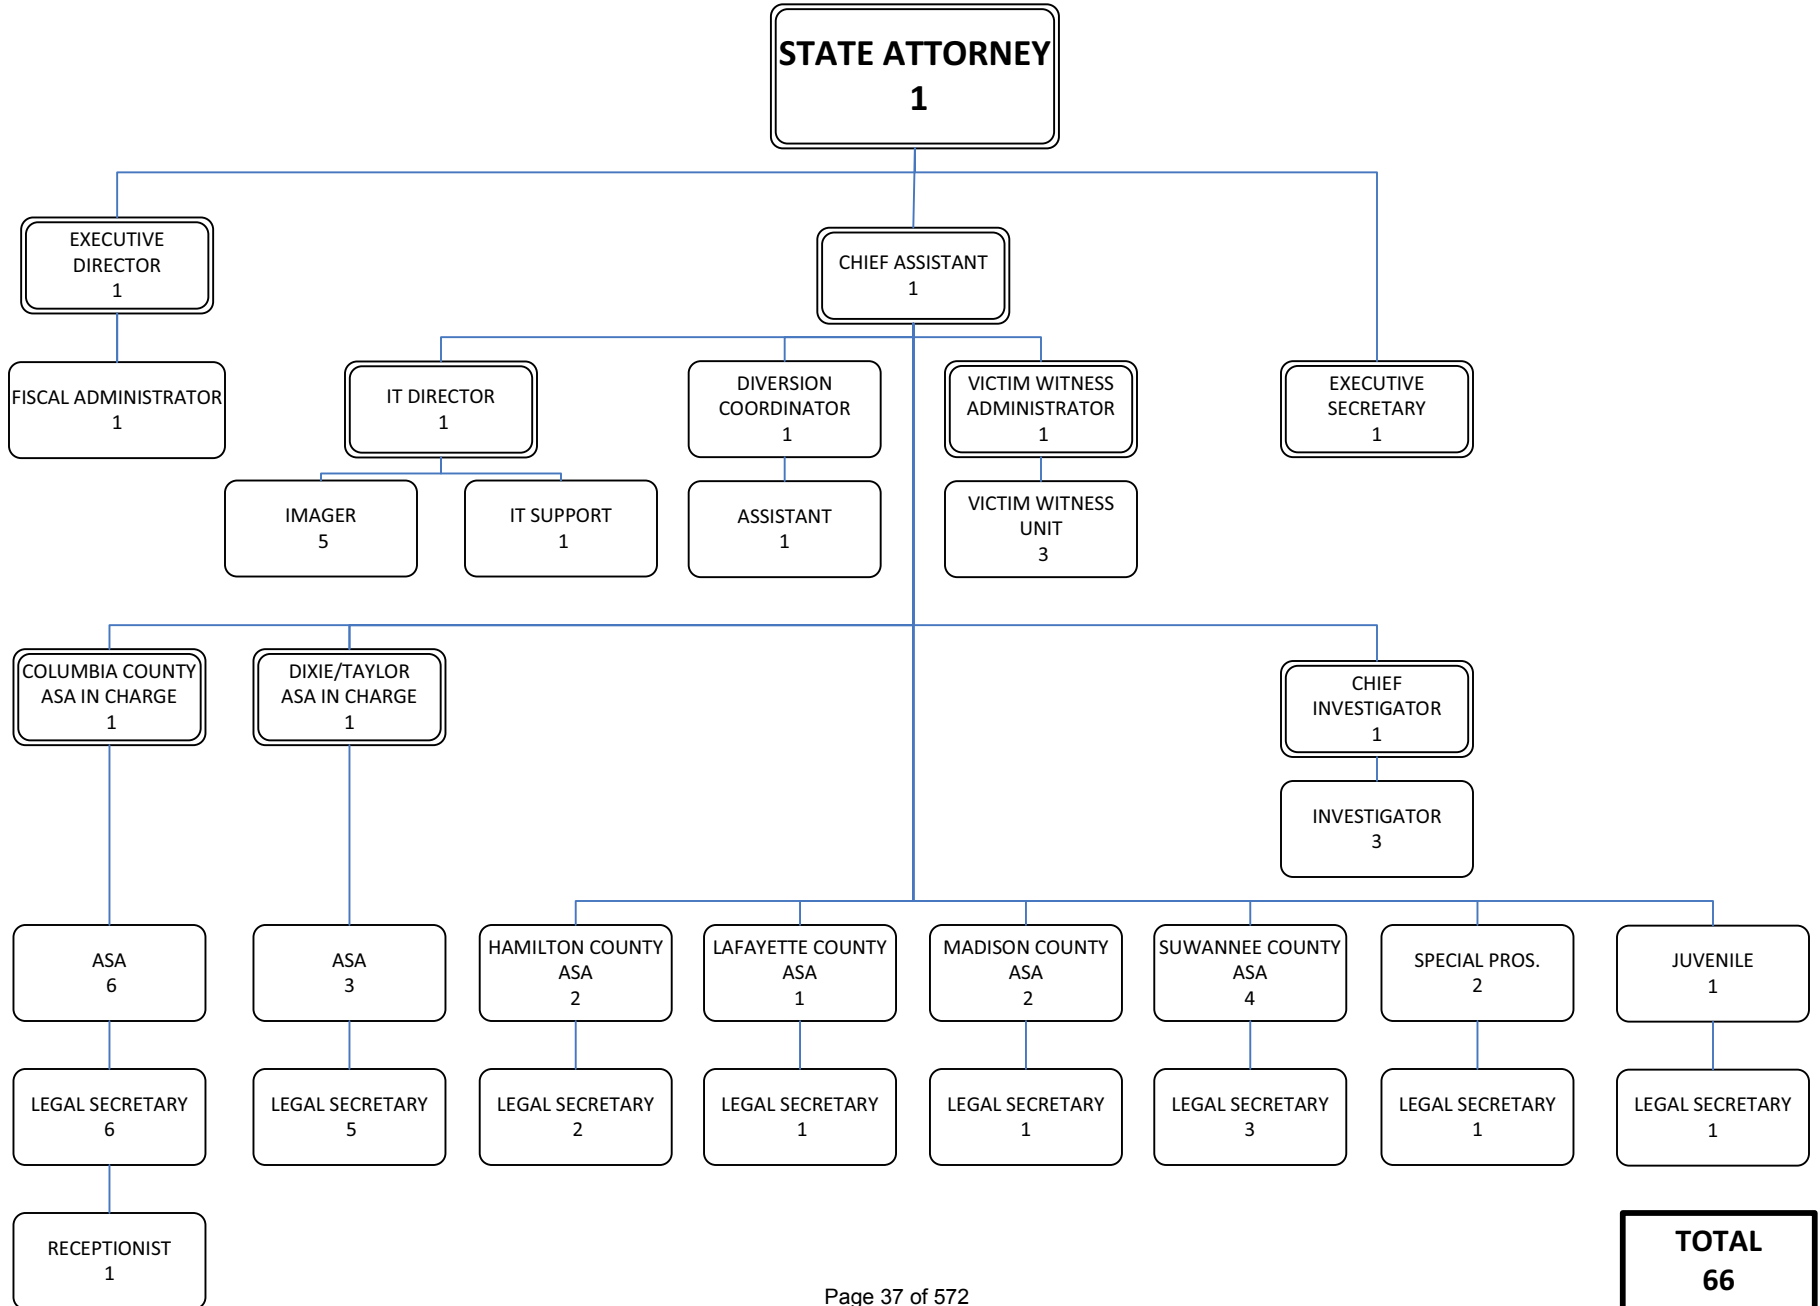 STATE ATTORNEY
1
EXECUTIVE
DIRECTOR
1
CHIEF ASSISTANT
1
FISCAL ADMINISTRATOR
1
IT DIRECTOR
1
DIVERSION
COORDINATOR
1
VICTIM WITNESS
ADMINISTRATOR
1
EXECUTIVE
SECRETARY
1
IMAGER
5
IT SUPPORT
1
ASSISTANT
1
VICTIM WITNESS
UNIT
3
COLUMBIA COUNTY
ASA IN CHARGE
1
DIXIE/TAYLOR
ASA IN CHARGE
1
CHIEF
INVESTIGATOR
1
INVESTIGATOR
3
ASA
6
ASA
3
HAMILTON COUNTY
ASA
2
LAFAYETTE COUNTY
ASA
1
MADISON COUNTY
ASA
2
SUWANNEE COUNTY
ASA
4
SPECIAL PROS.
2
JUVENILE
1
LEGAL SECRETARY
6
LEGAL SECRETARY
5
LEGAL SECRETARY
2
LEGAL SECRETARY
1
LEGAL SECRETARY
1
LEGAL SECRETARY
3
LEGAL SECRETARY
1
LEGAL SECRETARY
1
RECEPTIONIST
1
TOTAL
66
Page 37 of 572